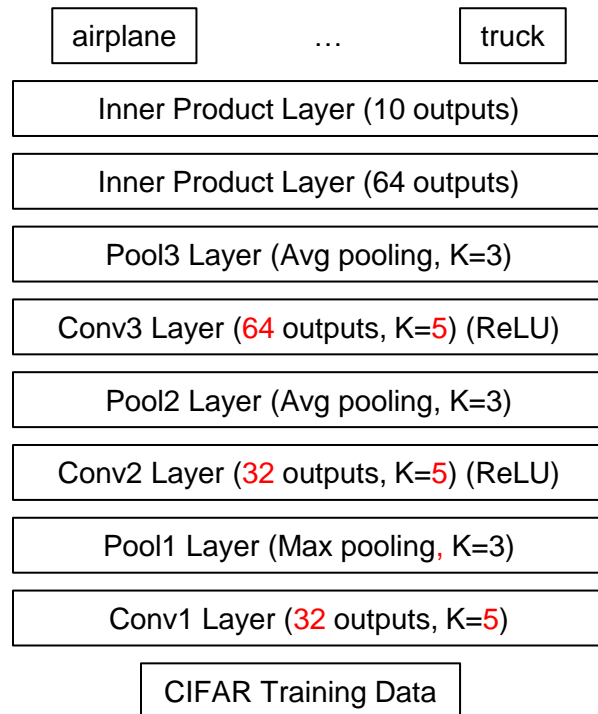 airplane … truck
Inner Product Layer (10 outputs)
Inner Product Layer (64 outputs)
Pool3 Layer (Avg pooling, K=3)
Conv3 Layer (64 outputs, K=5) (ReLU)
Pool2 Layer (Avg pooling, K=3)
Conv2 Layer (32 outputs, K=5) (ReLU)
Pool1 Layer (Max pooling, K=3)
Conv1 Layer (32 outputs, K=5)
CIFAR Training Data